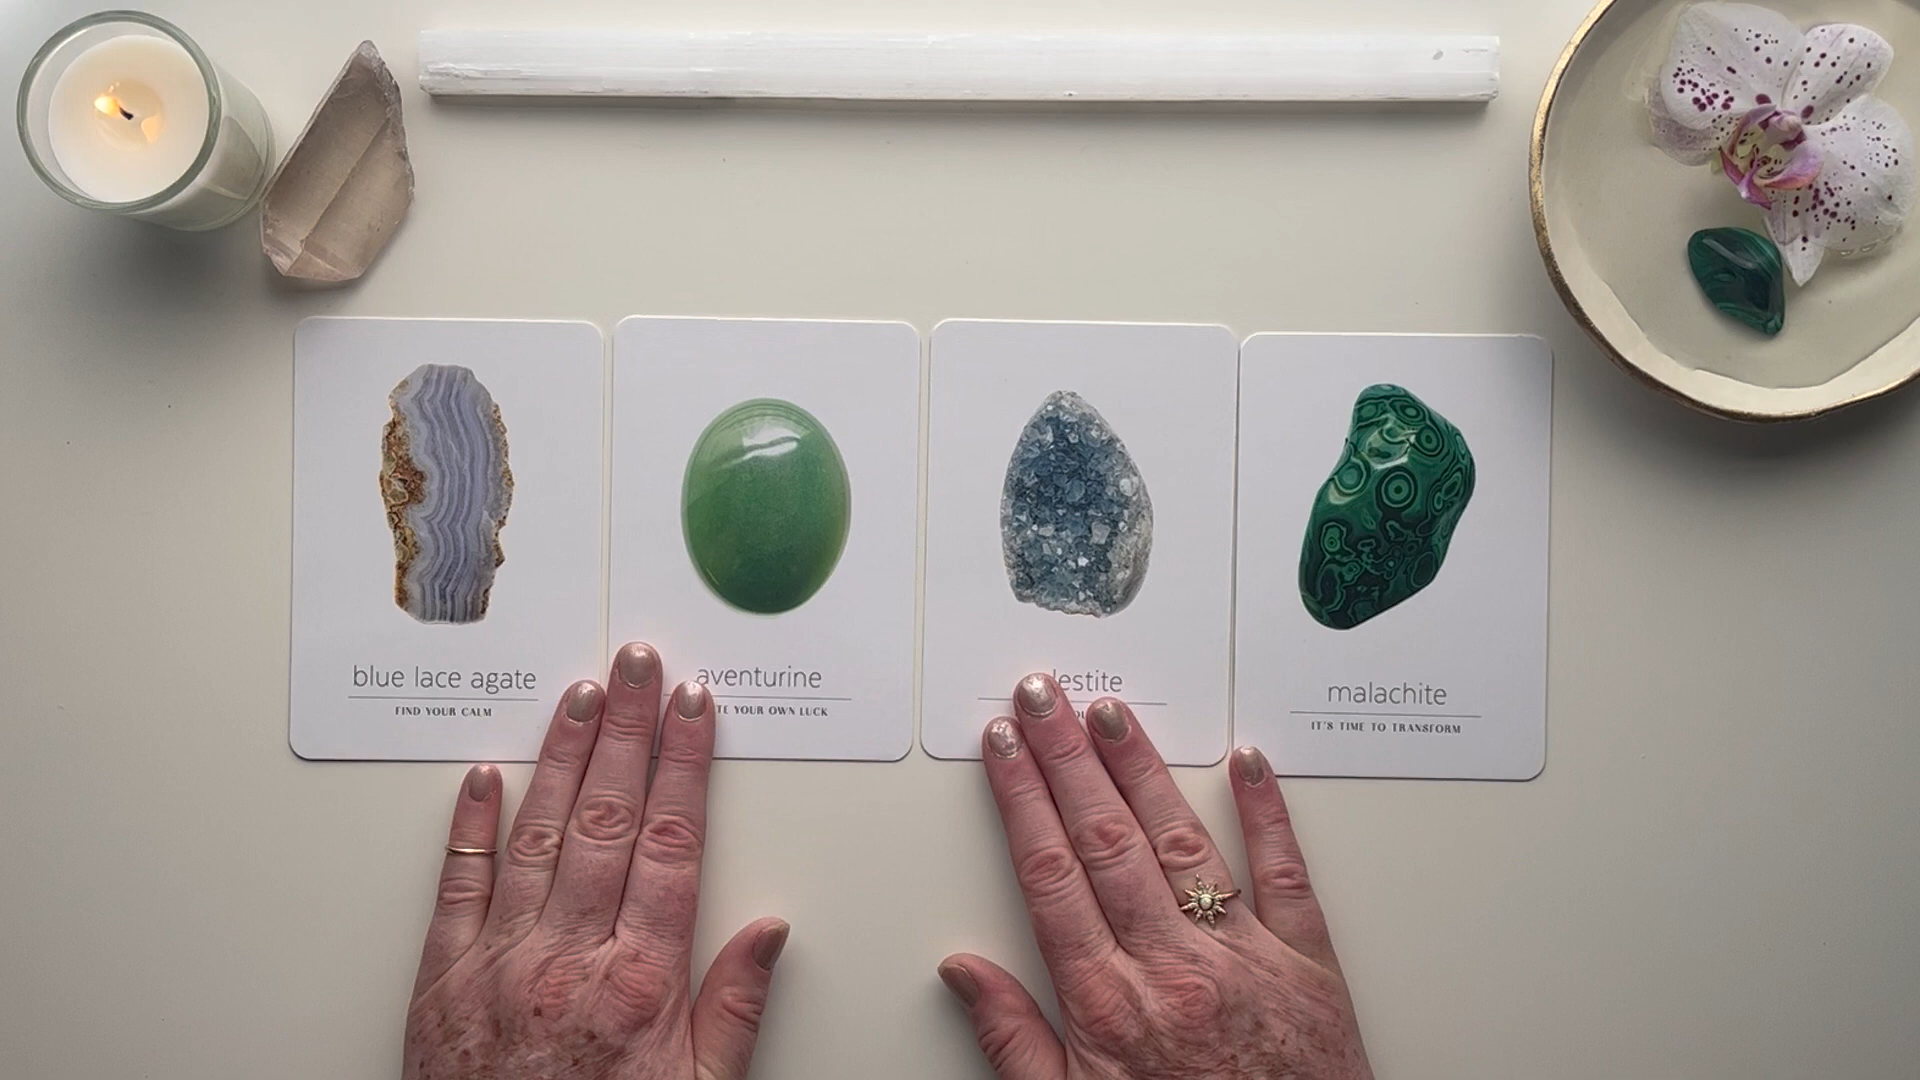 blue lace agate
FIND YOUR CALM
aventurine
TE YOUR OWN LUCK
lestite
malachite
IT'S TIME TO TRANSFORM